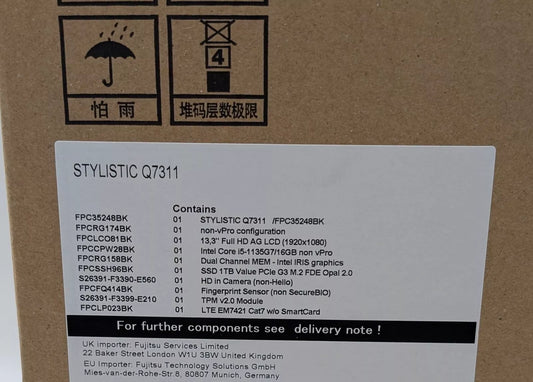 4
怕 雨
堆码层数极限
STYLISTIC Q7311
Contains
FPC35248BK 01 STYLISTIC Q7311 /FPC35248BK
FPCRG174BK 01 non-vPro configuration
FPCLCO81BK 01 13,3" Full HD AG LCD (1920x1080)
FPCCPW28BK 01 Intel Core i5-1135G7/16GB non vPro
FPCRG158BK 01 Dual Channel MEM - Intel IRIS graphics
FPCSSH96BK 01 SSD 1TB Value PCIe G3 M.2 FDE Opal 2.0
S26391-F3390-E560 01 HD in Camera (non-Hello)
FPCFQ414BK 01 Fingerprint Sensor (non SecureBIO)
S26391-F3399-E210 01 TPM v2.0 Module
FPCLP023BK 01 LTE EM7421 Cat7 w/o SmartCard
For further components see delivery note !
UK importer: Fujitsu Services Limited
22 Baker Street London W1U 3BW United Kingdom
EU Importer: Fujitsu Technology Solutions GmbH
Mies-van-der-Rohe-Str.8, 80807 Munich, Germany